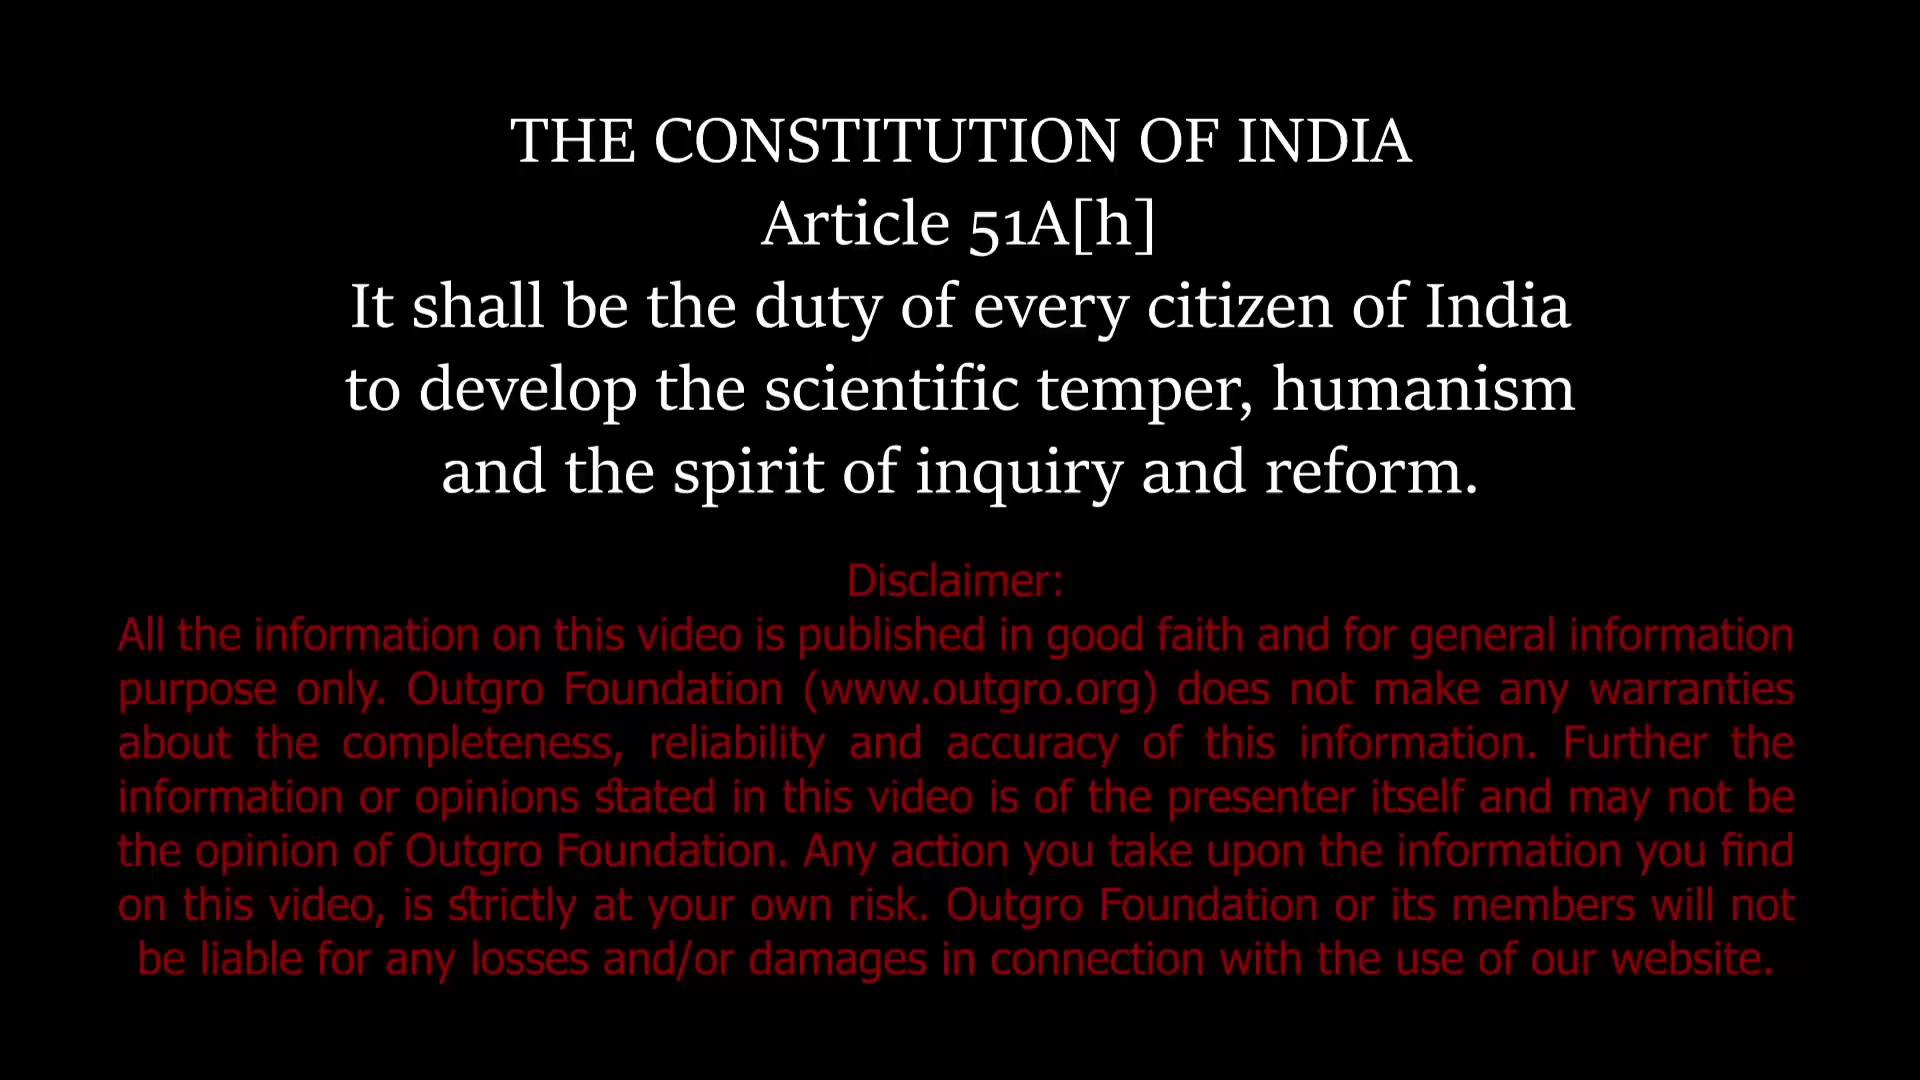 THE CONSTITUTION OF INDIA
Article 51A[h]
It shall be the duty of every citizen of India
to develop the scientific temper, humanism
and the spirit of inquiry and reform.
Disclaimer:
All the information on this video is published in good faith and for general information
purpose only. Outgro Foundation (www.outgro.org) does not make any warranties
about the completeness, reliability and accuracy of this information. Further the
information or opinions stated in this video is of the presenter itself and may not be
the opinion of Outgro Foundation. Any action you take upon the information you find
on this video, is strictly at your own risk. Outgro Foundation or its members will not
be liable for any losses and/or damages in connection with the use of our website.